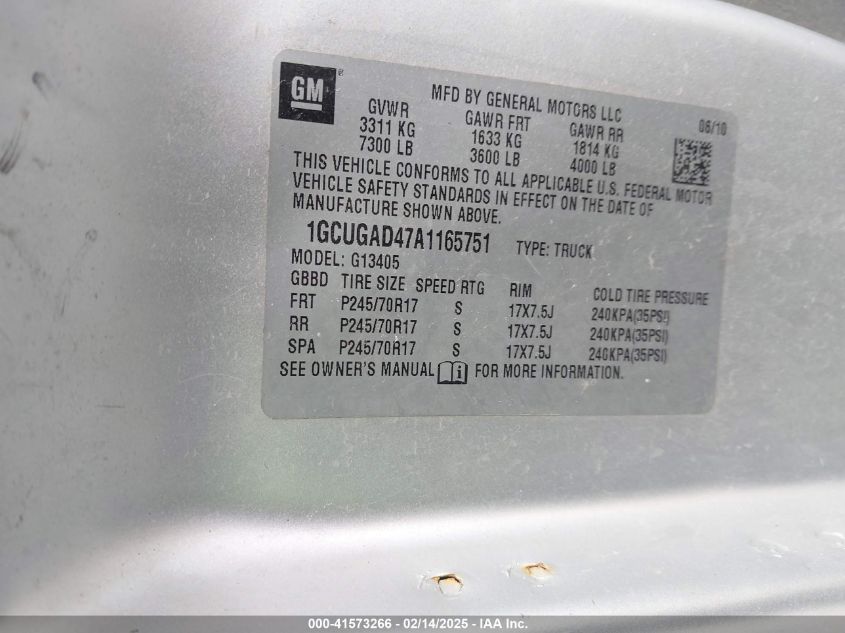 GM®
MFD BY GENERAL MOTORS LLC
06/10
GVWR GAWR FRT GAWR RR
3311 KG 1633 KG 1814 KG
7300 LB 3600 LB 4000 LB
THIS VEHICLE CONFORMS TO ALL APPLICABLE U.S. FEDERAL MOTOR
VEHICLE SAFETY STANDARDS IN EFFECT ON THE DATE OF
MANUFACTURE SHOWN ABOVE.
1GCUGAD47A1165751 TYPE: TRUCK
MODEL: G13405
GBBD TIRE SIZE SPEED RTG RIM COLD TIRE PRESSURE
FRT P245/70R17 S 17X7.5J 240KPA(35PSI)
RR P245/70R17 S 17X7.5J 240KPA(35PSI)
SPA P245/70R17 S 17X7.5J 240KPA(35PSI)
SEE OWNER'S MANUAL i FOR MORE INFORMATION.
000-41573266 - 02/14/2025 - IAA Inc.